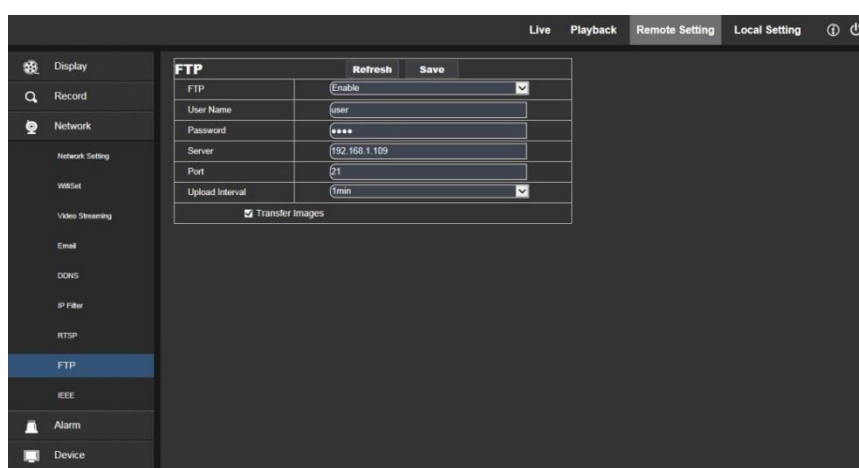 Live Playback Remote Setting Local Setting
Display
Record
Network
Network Setting
WifiSet
Video Streaming
Email
DDNS
IP Filter
RTSP
FTP
IEEE
Alarm
Device
FTP Refresh Save
FTP Enable
User Name user
Password ••••
Server 192.168.1.109
Port 21
Upload Interval 1min
Transfer Images